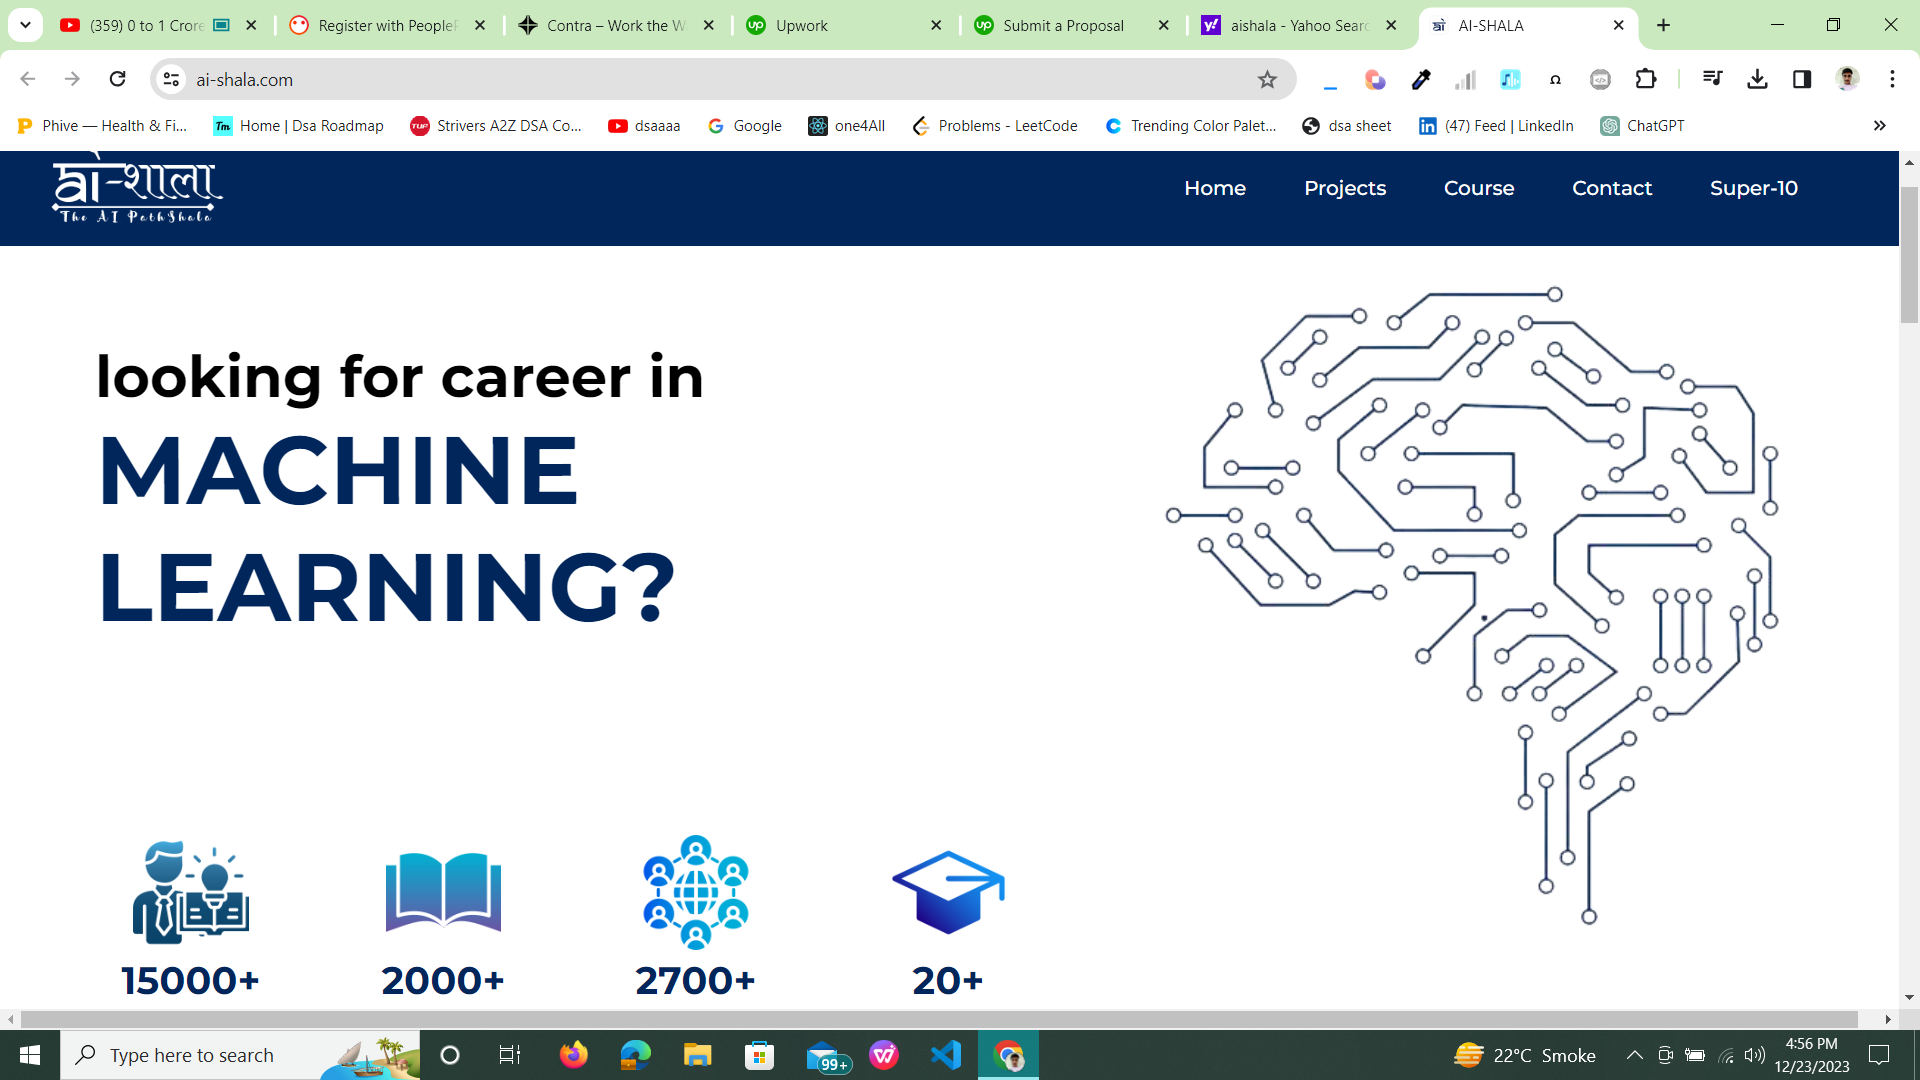 (359) 0 to 1 Crore
Register with PeopleP
Contra – Work the W
Upwork
Submit a Proposal
aishala - Yahoo Searc
AI-SHALA
ai-shala.com
Phive — Health & Fi...
Home | Dsa Roadmap
Strivers A2Z DSA Co...
dsaaaa
Google
one4All
Problems - LeetCode
Trending Color Palet...
dsa sheet
(47) Feed | LinkedIn
ChatGPT
ai-शाला
The AI PathShala
Home
Projects
Course
Contact
Super-10
looking for career in
MACHINE
LEARNING?
15000+
2000+
2700+
20+
Type here to search
99+
22°C Smoke
4:56 PM
12/23/2023